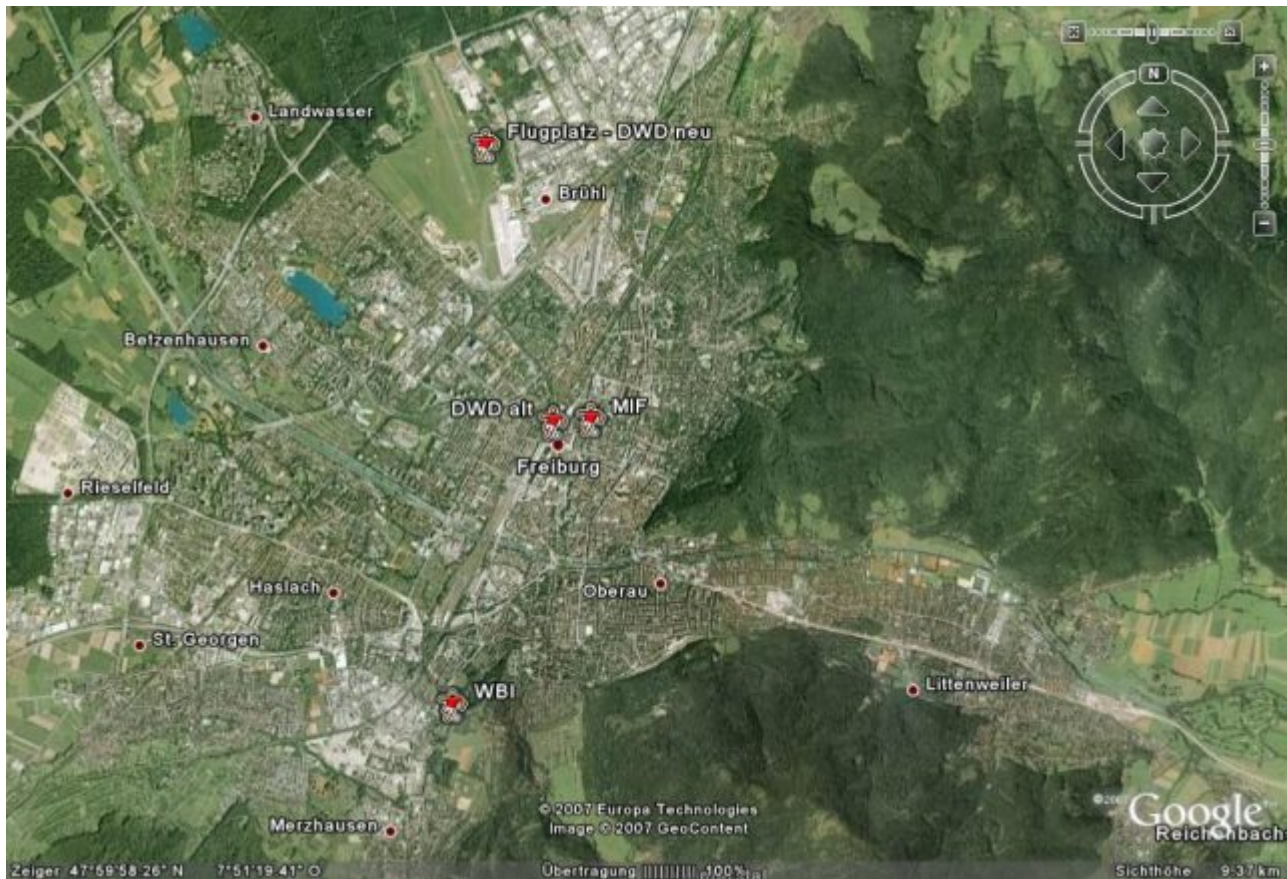 N
Landwasser
Flugplatz - DWD neu
Brühl
Betzenhausen
DWD alt
MIF
Freiburg
Rieselfeld
Haslach
Oberau
St. Georgen
WBI
Littenweiler
© 2007 Europa Technologies
Image © 2007 GeoContent
Merzhausen
Google
Reichenbach
Zeiger 47°59'58.26" N 7°51'19.41" O
Übertragung 100%
Sichthöhe 9.37 km